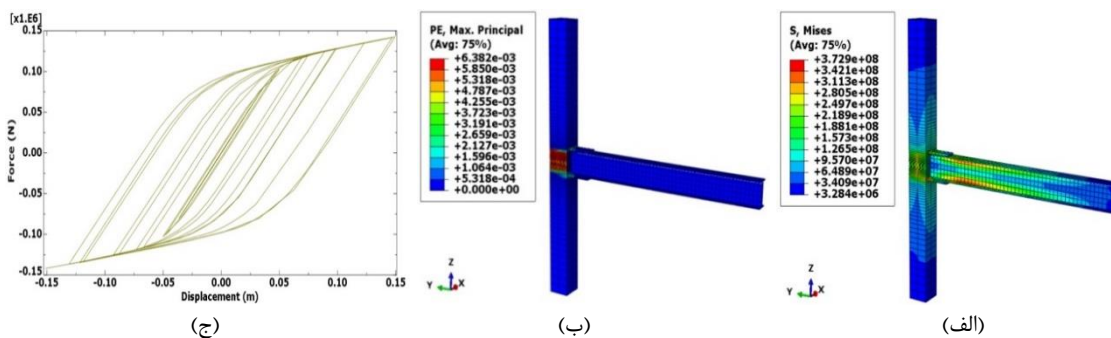 [x1.E6]
0.15
0.10
0.05
0.00
-0.05
-0.10
-0.15
Force (N)
-0.15 -0.10 -0.05 0.00 0.05 0.10 0.15
Displacement (m)
(ج)
PE, Max. Principal
(Avg: 75%)
+6.382e-03
+5.850e-03
+5.318e-03
+4.787e-03
+4.255e-03
+3.723e-03
+3.191e-03
+2.659e-03
+2.127e-03
+1.596e-03
+1.064e-03
+5.318e-04
+0.000e+00
Z
Y X
(ب)
S, Mises
(Avg: 75%)
+3.729e+08
+3.421e+08
+3.113e+08
+2.805e+08
+2.497e+08
+2.189e+08
+1.881e+08
+1.573e+08
+1.265e+08
+9.570e+07
+6.489e+07
+3.409e+07
+3.284e+06
Z
Y X
(الف)